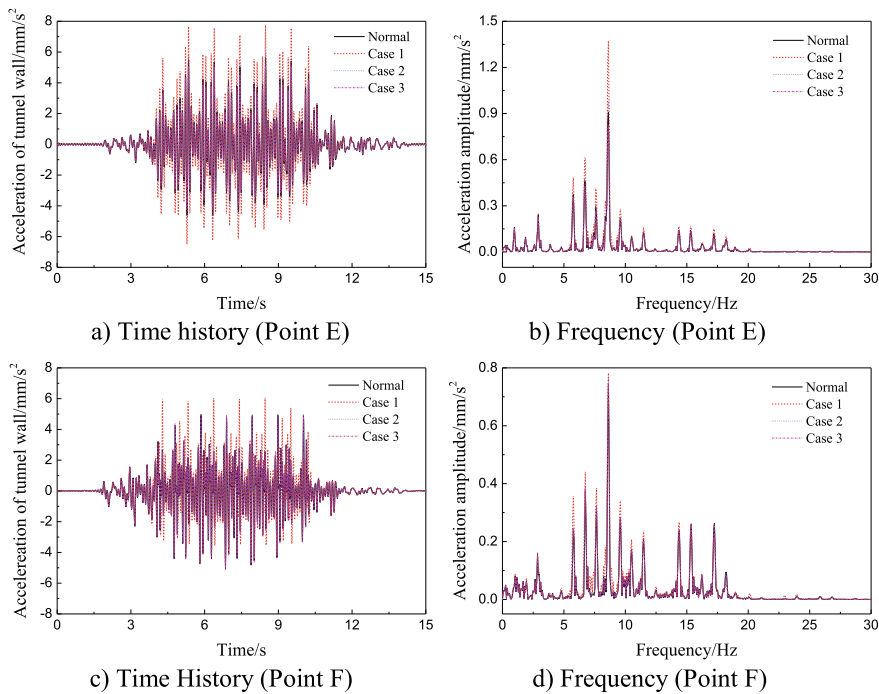 Acceleration of tunnel wall/mm/s²
8
6
4
2
0
-2
-4
-6
-8
0
3
6
9
12
15
Normal
Case 1
Case 2
Case 3
Time/s
a) Time history (Point E)
Acceleration amplitude/mm/s²
1.5
1.2
0.9
0.6
0.3
0.0
0
5
10
15
20
25
30
Normal
Case 1
Case 2
Case 3
Frequency/Hz
b) Frequency (Point E)
Accelereation of tunnel wall/mm/s²
8
6
4
2
0
-2
-4
-6
-8
0
3
6
9
12
15
Normal
Case 1
Case 2
Case 3
Time/s
c) Time History (Point F)
Acceleration amplitude/mm/s²
0.8
0.6
0.4
0.2
0.0
0
5
10
15
20
25
30
Normal
Case 1
Case 2
Case 3
Frequency/Hz
d) Frequency (Point F)